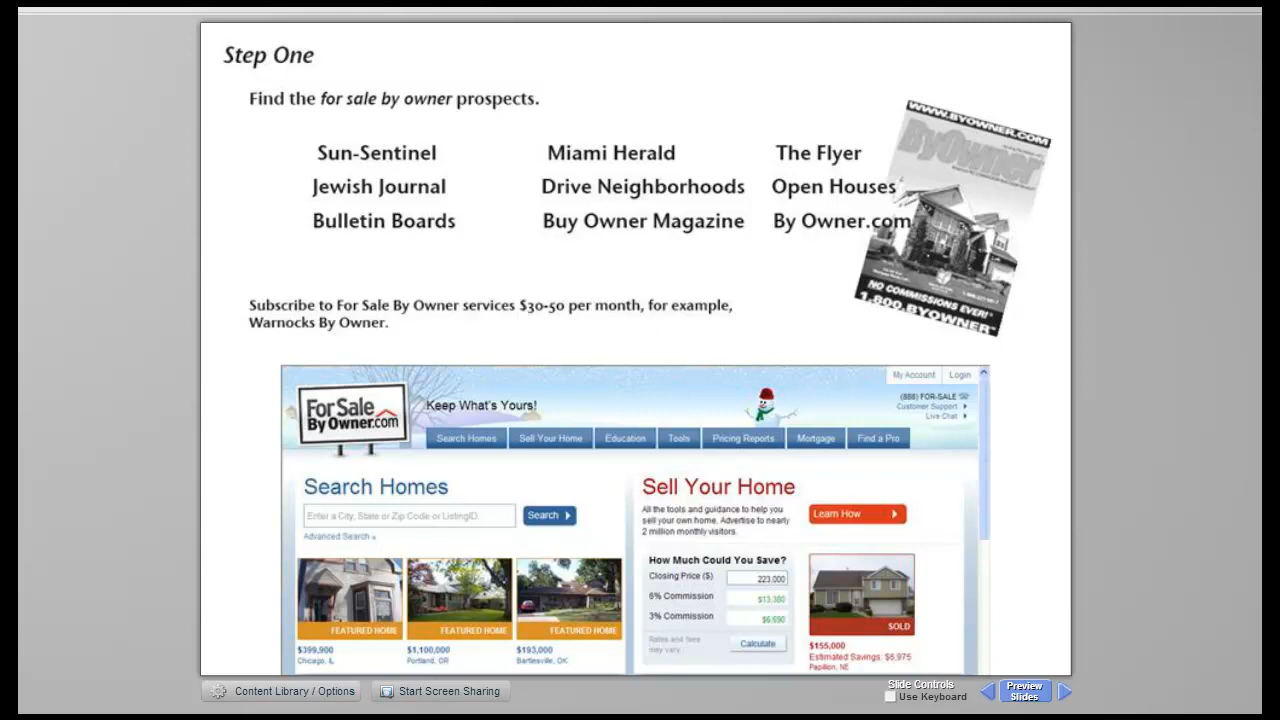 Step One
Find the for sale by owner prospects.
Sun-Sentinel Miami Herald The Flyer
Jewish Journal Drive Neighborhoods Open Houses
Bulletin Boards Buy Owner Magazine By Owner.com
WWW.BYOWNER.COM
ByOwner
NO COMMISSIONS EVER!
1.800.BYOWNER
Subscribe to For Sale By Owner services $30-50 per month, for example,
Warnocks By Owner.
My Account Login
For Sale
By Owner.com
Keep What's Yours!
(888) FOR-SALE
Customer Support
Live Chat
Search Homes Sell Your Home Education Tools Pricing Reports Mortgage Find a Pro
Search Homes
Enter a City, State or Zip Code or ListingID.
Search
Advanced Search »
FEATURED HOME FEATURED HOME FEATURED HOME
$399,900 $1,100,000 $193,000
Chicago, IL Portland, OR Bartlesville, OK
Sell Your Home
All the tools and guidance to help you
sell your own home. Advertise to nearly
2 million monthly visitors.
Learn How
How Much Could You Save?
Closing Price ($) 223,000
6% Commission $13,380
3% Commission $6,690
Rates and fees
may vary.
Calculate
SOLD
$155,000
Estimated Savings: $6,975
Papillion, NE
Content Library / Options
Start Screen Sharing
Slide Controls
Use Keyboard
Preview
Slides